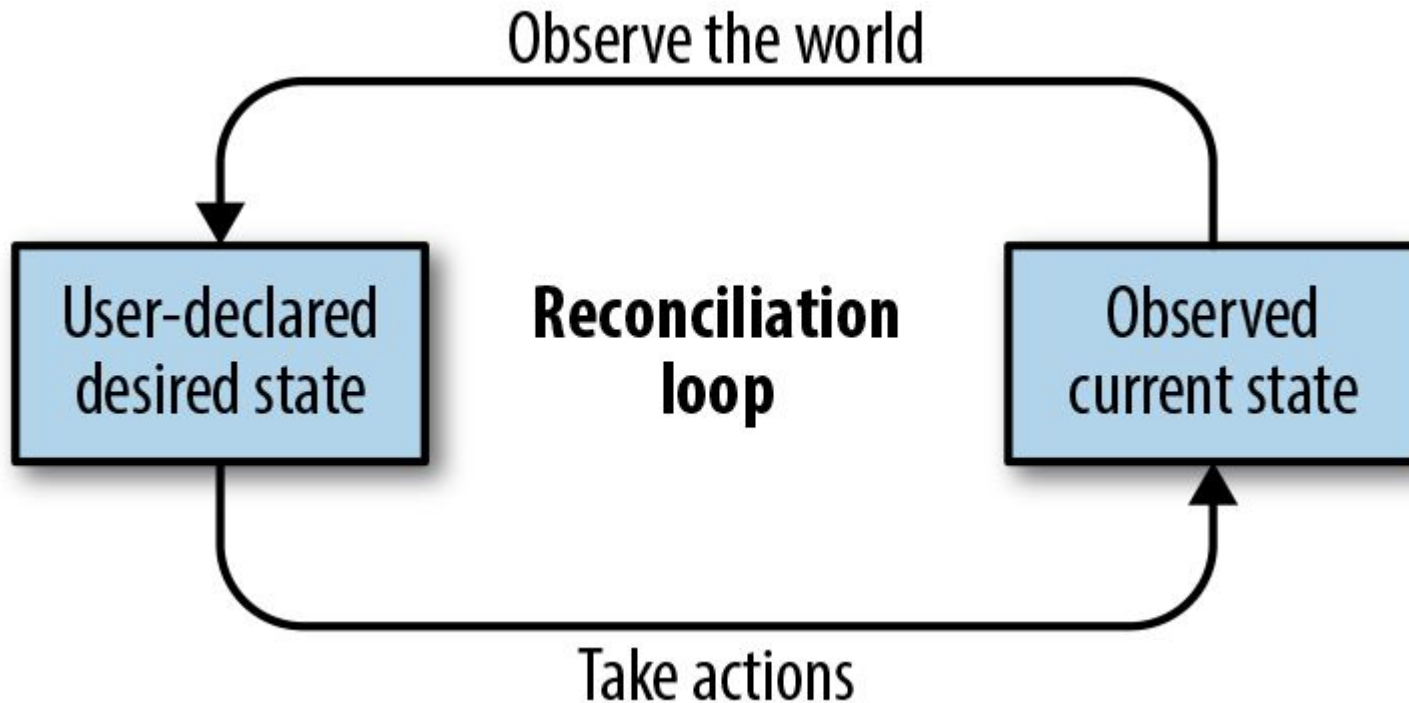 Observe the world
User-declared
desired state
Reconciliation
loop
Observed
current state
Take actions